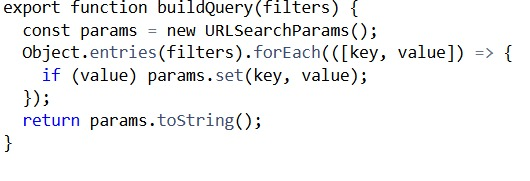 export function buildQuery(filters) {
  const params = new URLSearchParams();
  Object.entries(filters).forEach(([key, value]) => {
    if (value) params.set(key, value);
  });
  return params.toString();
}